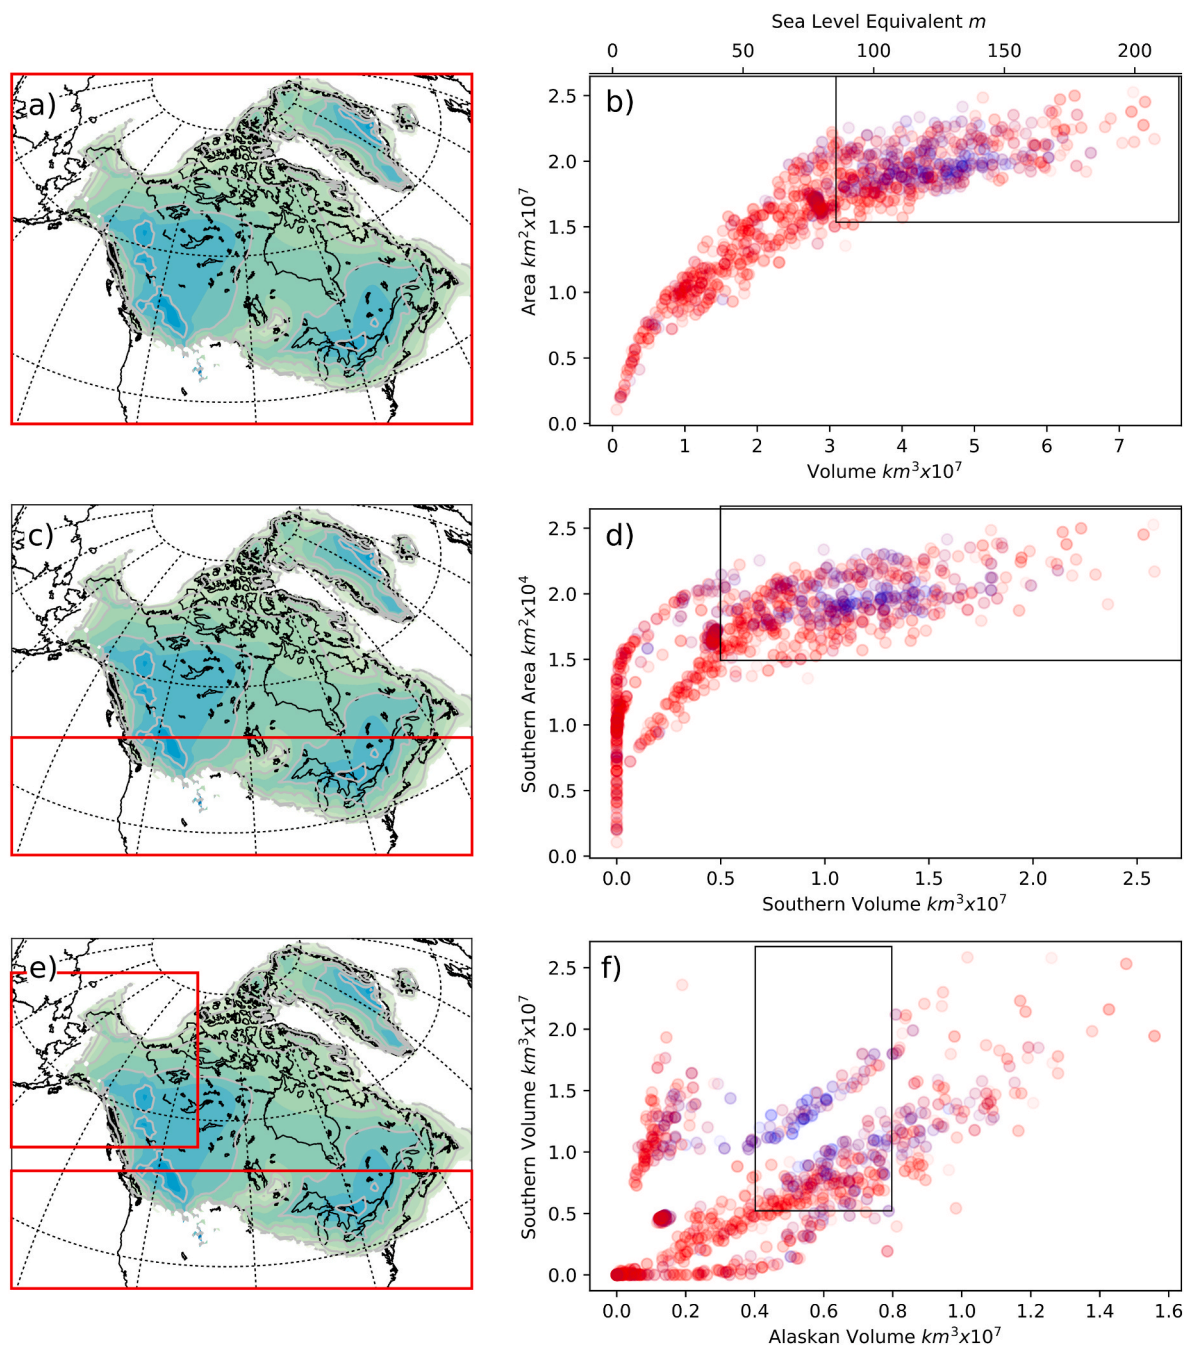 Sea Level Equivalent m
0 50 100 150 200
a)
b)
2.5
2.0
1.5
1.0
0.5
0.0
Area km²x10⁷
0 1 2 3 4 5 6 7
Volume km³x10⁷
c)
d)
2.5
2.0
1.5
1.0
0.5
0.0
Southern Area km²x10⁴
0.0 0.5 1.0 1.5 2.0 2.5
Southern Volume km³x10⁷
e)
f)
2.5
2.0
1.5
1.0
0.5
0.0
Southern Volume km³x10⁷
0.0 0.2 0.4 0.6 0.8 1.0 1.2 1.4 1.6
Alaskan Volume km³x10⁷